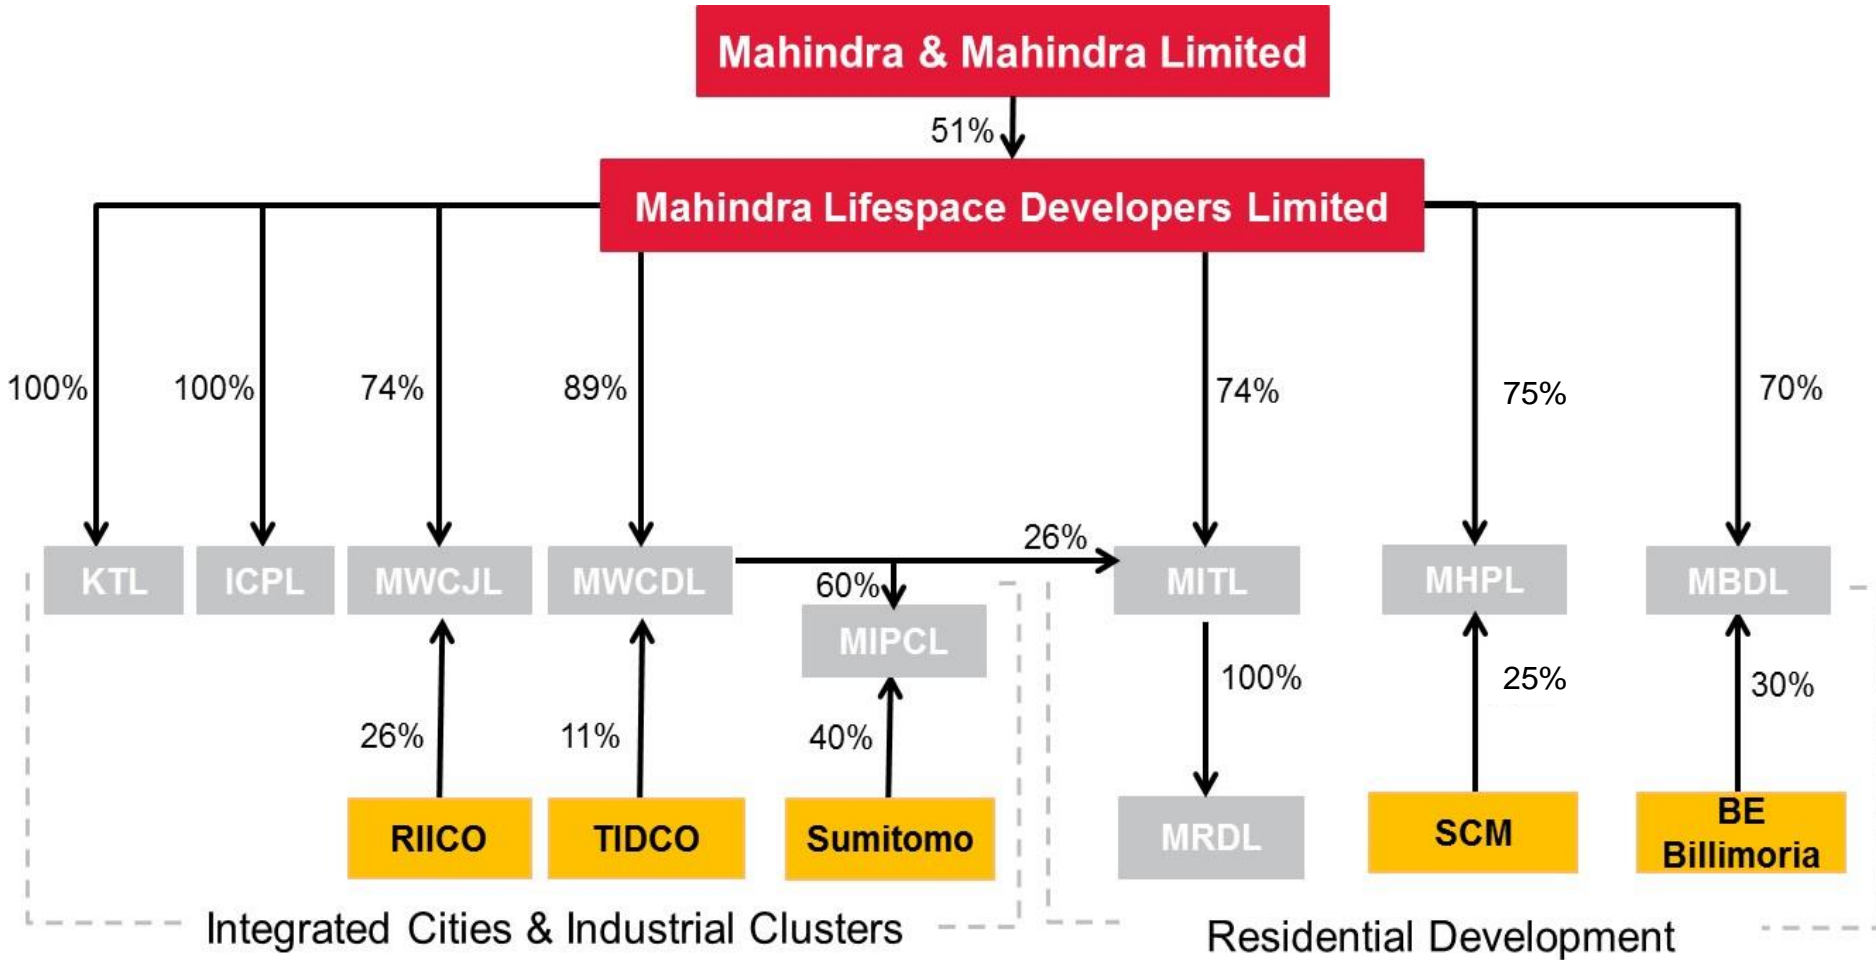 Mahindra & Mahindra Limited
51%
Mahindra Lifespace Developers Limited
100%
100%
74%
89%
74%
75%
70%
26%
KTL
ICPL
MWCJL
MWCDL
MITL
MHPL
MBDL
60%
MIPCL
100%
25%
30%
26%
11%
40%
RIICO
TIDCO
Sumitomo
MRDL
SCM
BE
Billimoria
Integrated Cities & Industrial Clusters
Residential Development